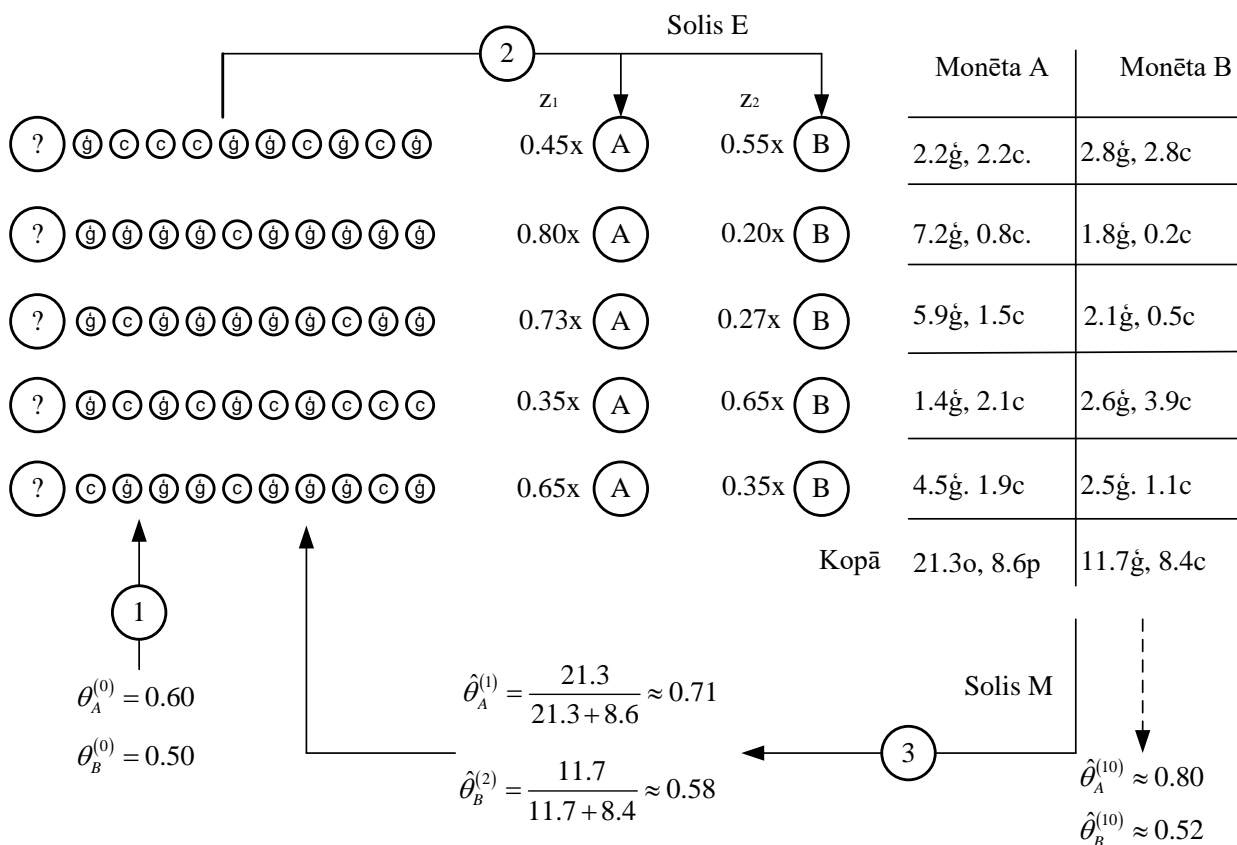 2
Solis E
Monēta A Monēta B
z1 z2
? ģ c c c ģ ģ c ģ c ģ 0.45x A 0.55x B 2.2ģ, 2.2c. 2.8ģ, 2.8c
? ģ ģ ģ ģ c ģ ģ ģ ģ ģ 0.80x A 0.20x B 7.2ģ, 0.8c. 1.8ģ, 0.2c
? ģ c ģ ģ ģ ģ ģ c ģ ģ 0.73x A 0.27x B 5.9ģ, 1.5c 2.1ģ, 0.5c
? ģ c ģ c ģ c ģ c c c 0.35x A 0.65x B 1.4ģ, 2.1c 2.6ģ, 3.9c
? c ģ ģ ģ c ģ ģ ģ c ģ 0.65x A 0.35x B 4.5ģ. 1.9c 2.5ģ. 1.1c
Kopā 21.3o, 8.6p 11.7ģ, 8.4c
1
θ_A^(0) = 0.60
θ_B^(0) = 0.50
θ̂_A^(1) = 21.3 / (21.3+8.6) ≈ 0.71
θ̂_B^(2) = 11.7 / (11.7+8.4) ≈ 0.58
Solis M
3
θ̂_A^(10) ≈ 0.80
θ̂_B^(10) ≈ 0.52